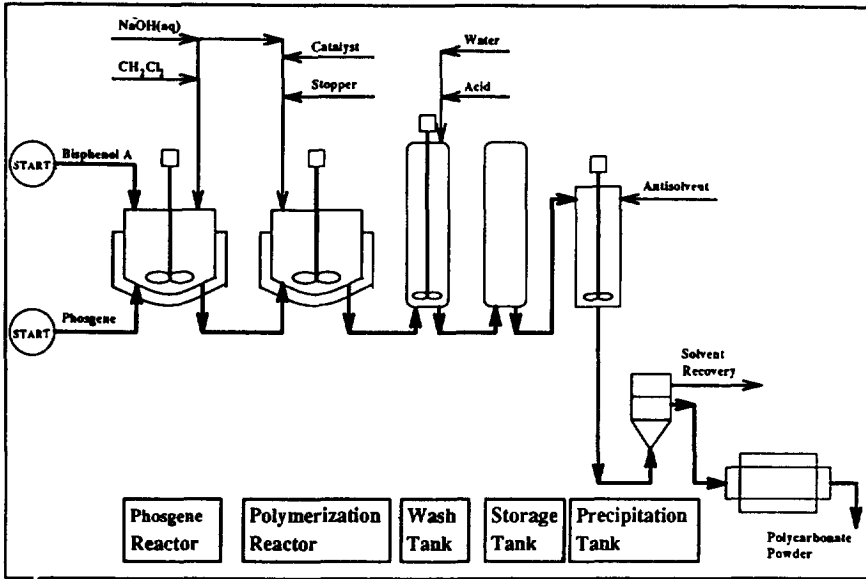 NaOH(aq)
CH2Cl2
Catalyst
Stopper
Water
Acid
START
Bisphenol A
Antisolvent
START
Phosgene
Solvent
Recovery
Phosgene
Reactor
Polymerization
Reactor
Wash
Tank
Storage
Tank
Precipitation
Tank
Polycarbonate
Powder